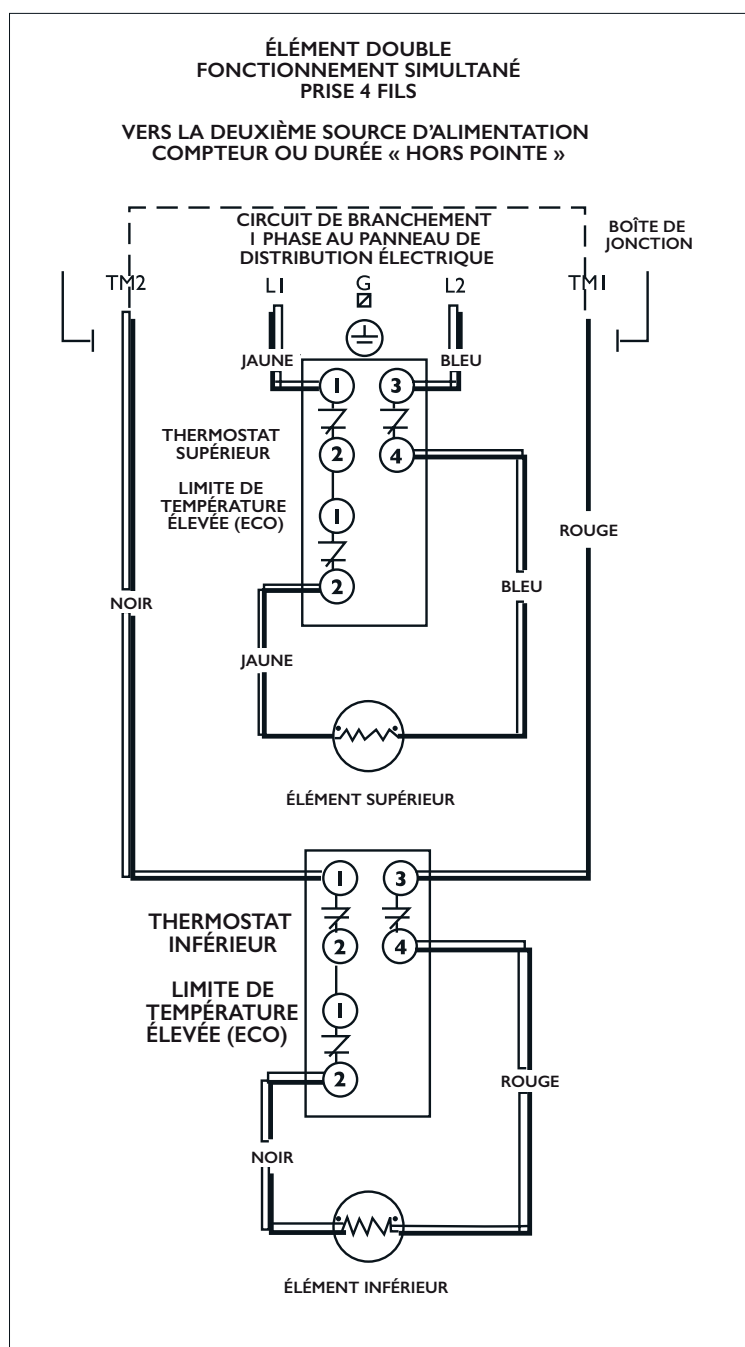 ÉLÉMENT DOUBLE
FONCTIONNEMENT SIMULTANÉ
PRISE 4 FILS
VERS LA DEUXIÈME SOURCE D’ALIMENTATION
COMPTEUR OU DURÉE « HORS POINTE »
CIRCUIT DE BRANCHEMENT
1 PHASE AU PANNEAU DE
DISTRIBUTION ÉLECTRIQUE
BOÎTE DE
JONCTION
TM2
L1
G
L2
TM1
JAUNE
BLEU
1
3
THERMOSTAT
SUPÉRIEUR
2
4
LIMITE DE
TEMPÉRATURE
ÉLEVÉE (ECO)
1
ROUGE
2
BLEU
NOIR
JAUNE
ÉLÉMENT SUPÉRIEUR
1
3
THERMOSTAT
INFÉRIEUR
2
4
LIMITE DE
TEMPÉRATURE
ÉLEVÉE (ECO)
1
2
ROUGE
NOIR
ÉLÉMENT INFÉRIEUR